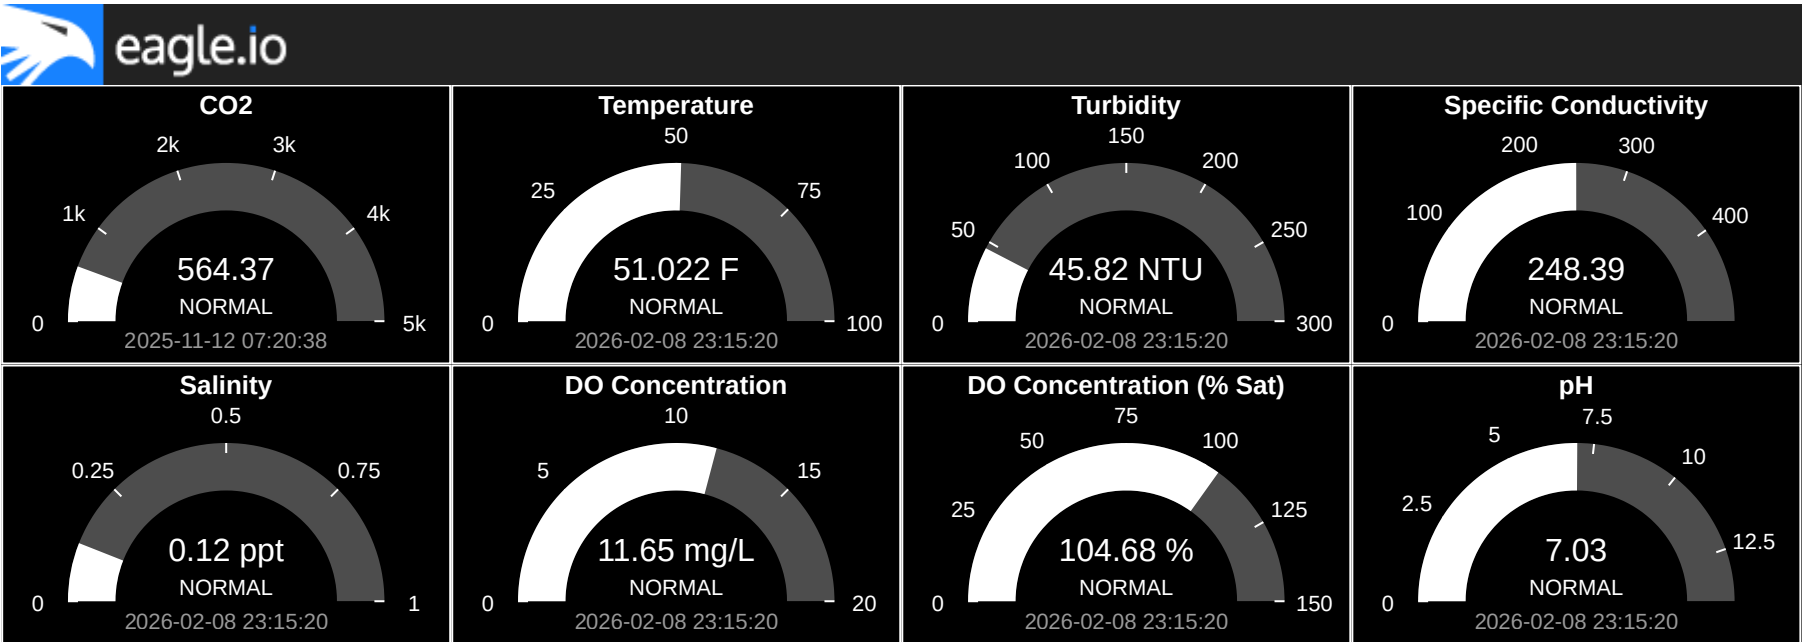 eagle.io
CO2
2k
3k
1k
4k
564.37
NORMAL
0
5k
2025-11-12 07:20:38
Temperature
50
25
75
51.022 F
NORMAL
0
100
2026-02-08 23:15:20
Turbidity
150
100
200
50
250
45.82 NTU
NORMAL
0
300
2026-02-08 23:15:20
Specific Conductivity
200
300
100
400
248.39
NORMAL
0
2026-02-08 23:15:20
Salinity
0.5
0.25
0.75
0.12 ppt
NORMAL
0
1
2026-02-08 23:15:20
DO Concentration
10
5
15
11.65 mg/L
NORMAL
0
20
2026-02-08 23:15:20
DO Concentration (% Sat)
75
50
100
25
125
104.68 %
NORMAL
0
150
2026-02-08 23:15:20
pH
7.5
5
10
2.5
12.5
7.03
NORMAL
0
2026-02-08 23:15:20